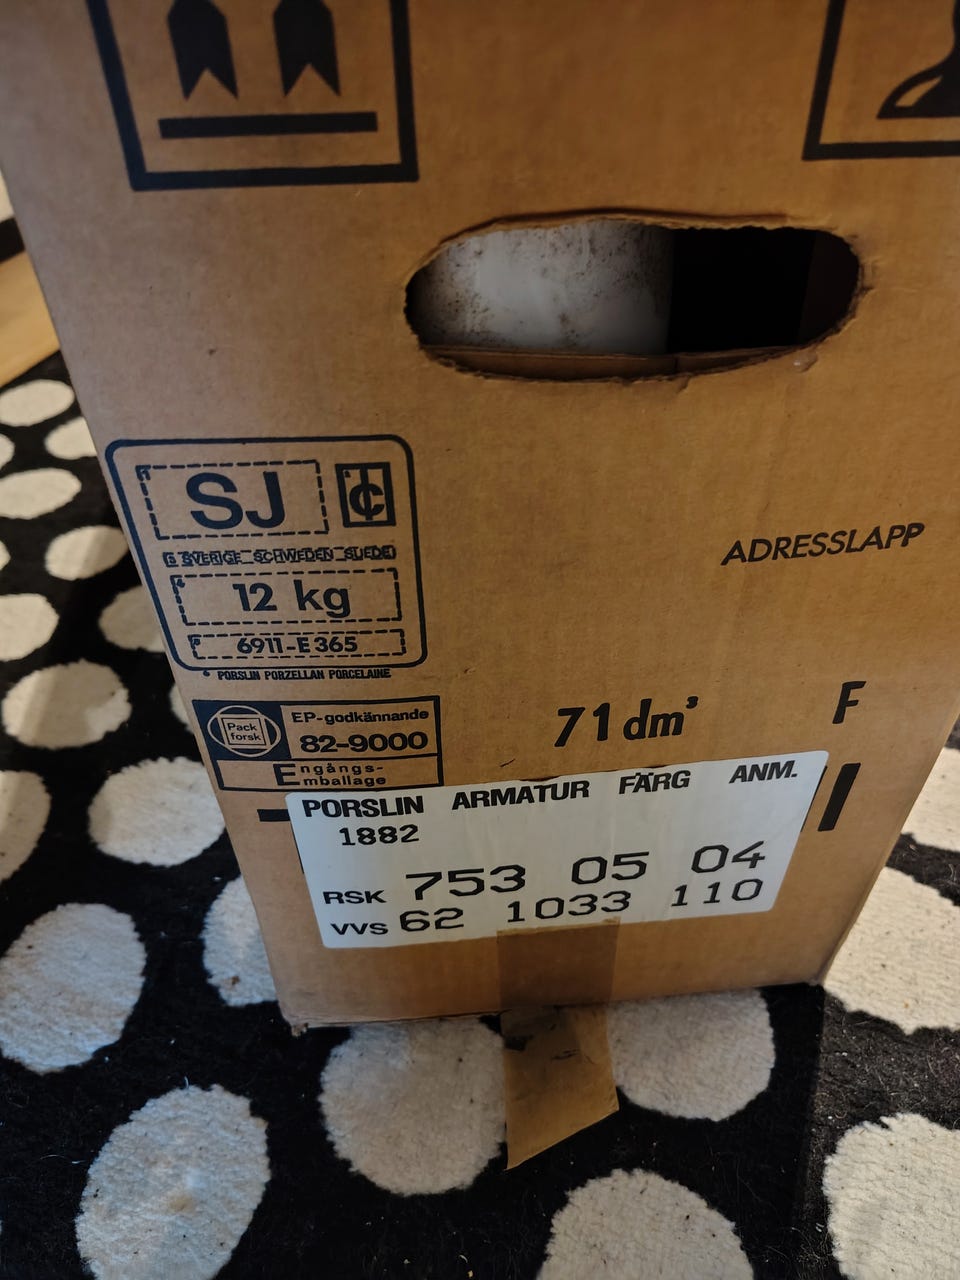 SJ
SVERIGE SCHWEDEN SUEDE
12 kg
6911-E 365
PORSLIN PORZELLAN PORCELAINE
ADRESSLAPP
Pack
forsk
EP-godkännande
82-9000
Engångs-
Emballage
71 dm³
F
PORSLIN ARMATUR FÄRG ANM.
1882
RSK 753 05 04
VVS 62 1033 110